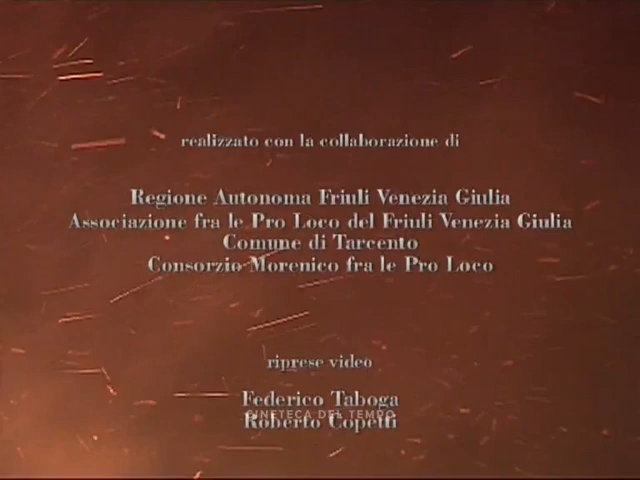 realizzato con la collaborazione di
Regione Autonoma Friuli Venezia Giulia
Associazione fra le Pro Loco del Friuli Venezia Giulia
Comune di Tarcento
Consorzio Morenico fra le Pro Loco
riprese video
Federico Taboga
CINETECA DEL TEMPO
Roberto Copetti